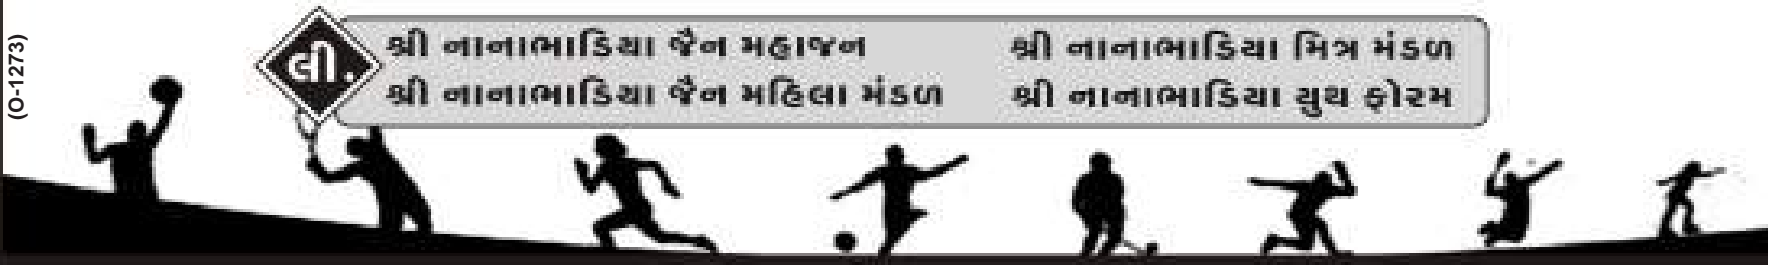 (O-1273)
લી.
શ્રી નાનાભાડિયા જૈન મહાજન
શ્રી નાનાભાડિયા જૈન મહિલા મંડળ
શ્રી નાનાભાડિયા મિત્ર મંડળ
શ્રી નાનાભાડિયા યુથ ફોરમ